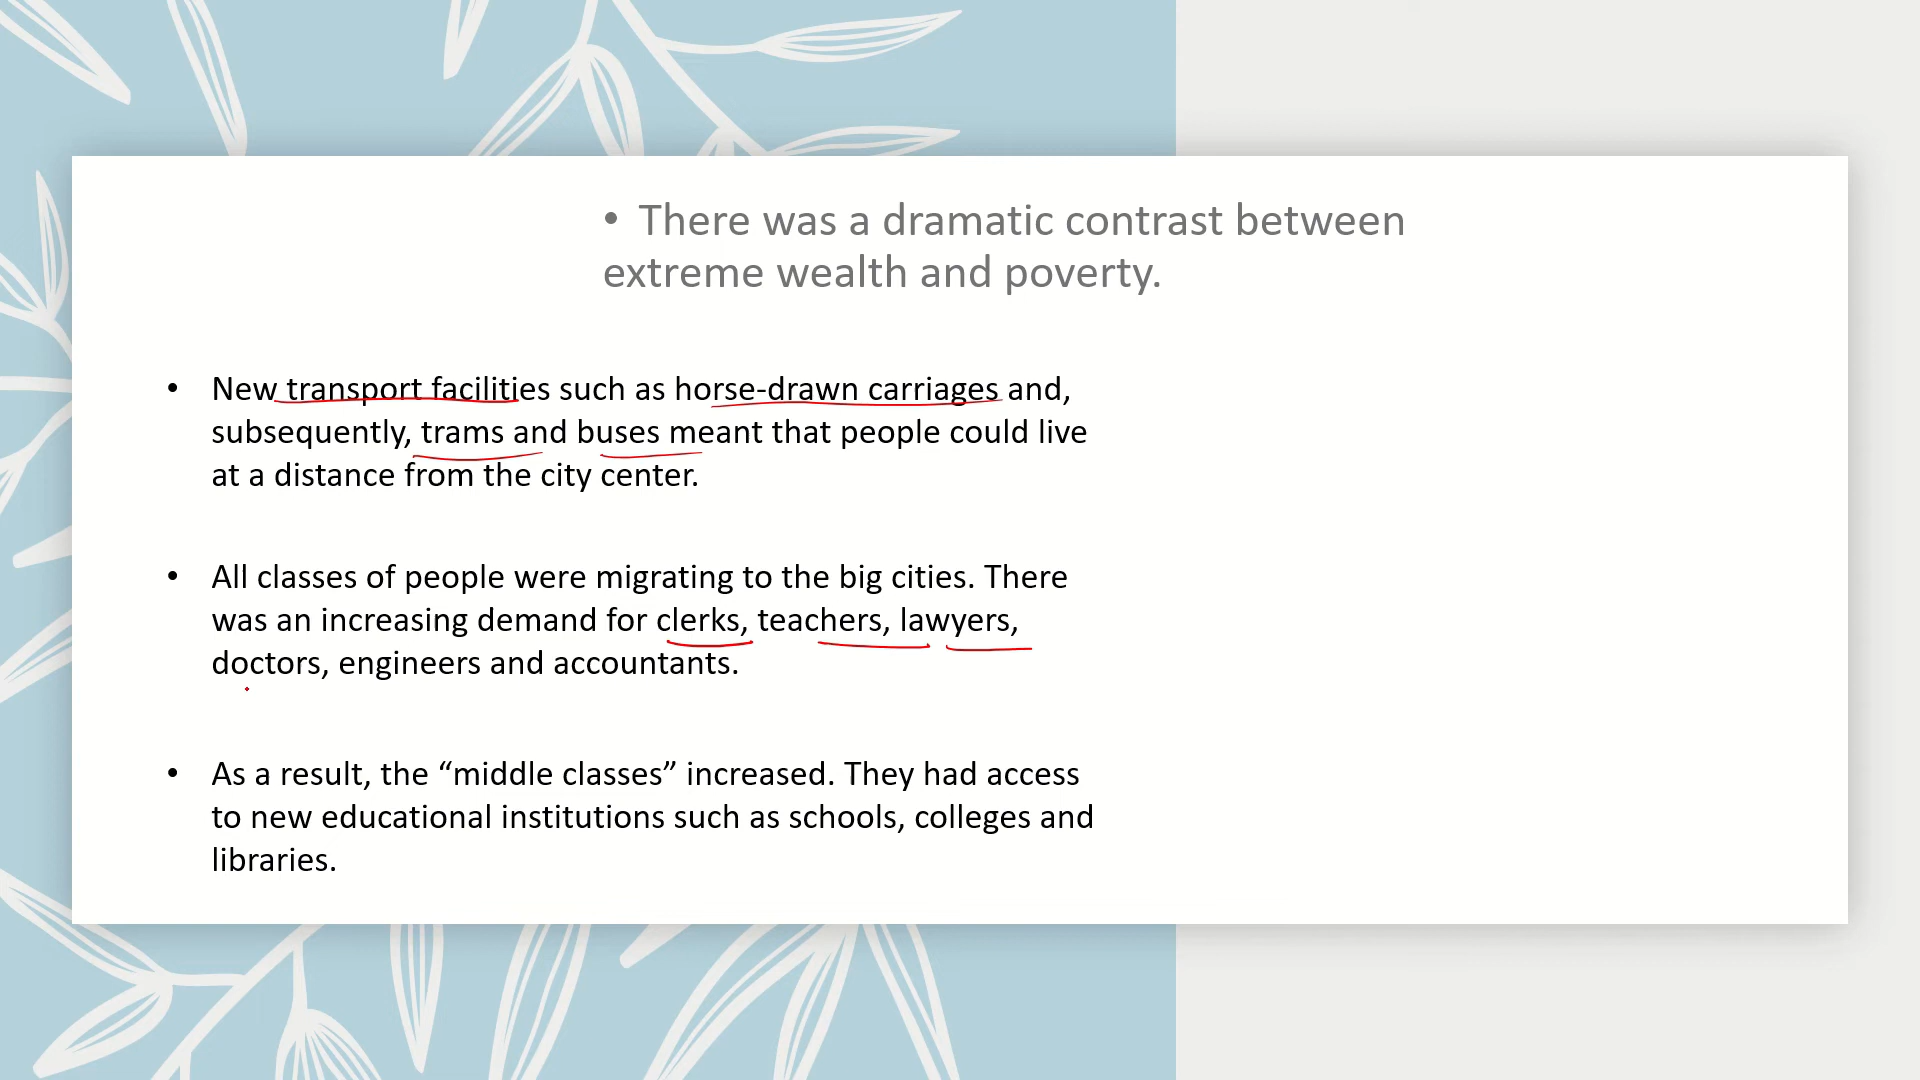 • There was a dramatic contrast between
extreme wealth and poverty.
• New transport facilities such as horse-drawn carriages and,
subsequently, trams and buses meant that people could live
at a distance from the city center.
• All classes of people were migrating to the big cities. There
was an increasing demand for clerks, teachers, lawyers,
doctors, engineers and accountants.
• As a result, the “middle classes” increased. They had access
to new educational institutions such as schools, colleges and
libraries.